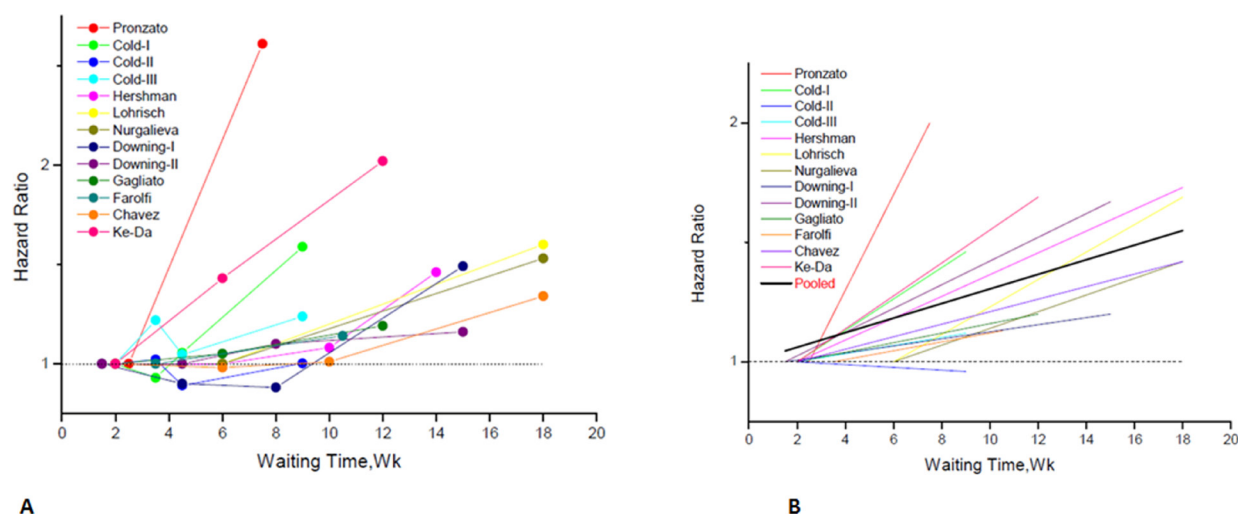 Pronzato
Cold-I
Cold-II
Cold-III
Hershman
Lohrisch
Nurgalieva
Downing-I
Downing-II
Gagliato
Farolfi
Chavez
Ke-Da
Hazard Ratio
2
1
0 2 4 6 8 10 12 14 16 18 20
Waiting Time,Wk
A
Pronzato
Cold-I
Cold-II
Cold-III
Hershman
Lohrisch
Nurgalieva
Downing-I
Downing-II
Gagliato
Farolfi
Chavez
Ke-Da
Pooled
Hazard Ratio
2
1
0 2 4 6 8 10 12 14 16 18 20
Waiting Time,Wk
B